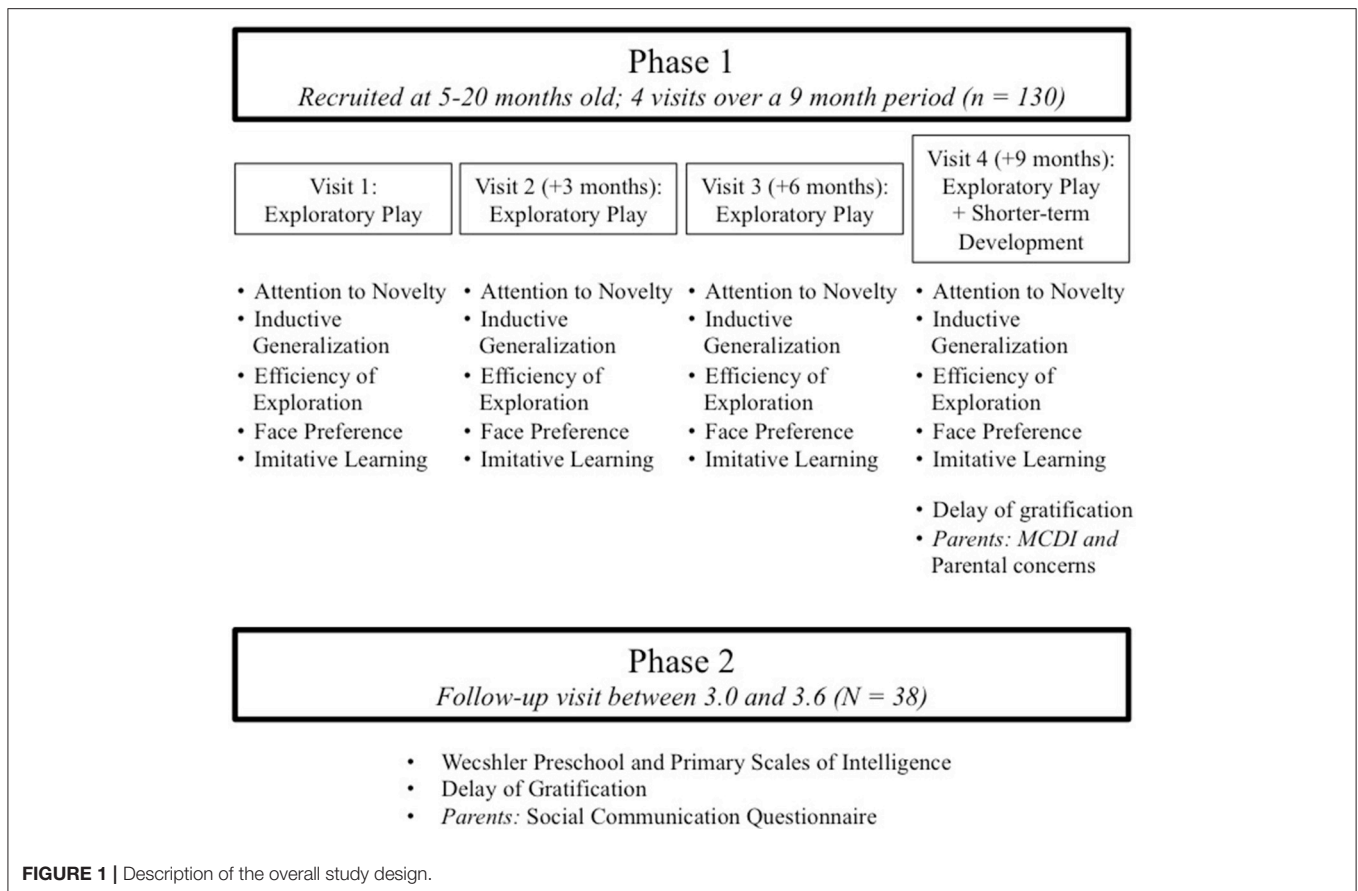 Phase 1
Recruited at 5-20 months old; 4 visits over a 9 month period (n = 130)
Visit 1:
Exploratory Play
Visit 2 (+3 months):
Exploratory Play
Visit 3 (+6 months):
Exploratory Play
Visit 4 (+9 months):
Exploratory Play
+ Shorter-term
Development
• Attention to Novelty
• Inductive
Generalization
• Efficiency of
Exploration
• Face Preference
• Imitative Learning
• Attention to Novelty
• Inductive
Generalization
• Efficiency of
Exploration
• Face Preference
• Imitative Learning
• Attention to Novelty
• Inductive
Generalization
• Efficiency of
Exploration
• Face Preference
• Imitative Learning
• Attention to Novelty
• Inductive
Generalization
• Efficiency of
Exploration
• Face Preference
• Imitative Learning
• Delay of gratification
• Parents: MCDI and
Parental concerns
Phase 2
Follow-up visit between 3.0 and 3.6 (N = 38)
• Wecshler Preschool and Primary Scales of Intelligence
• Delay of Gratification
• Parents: Social Communication Questionnaire
FIGURE 1 | Description of the overall study design.